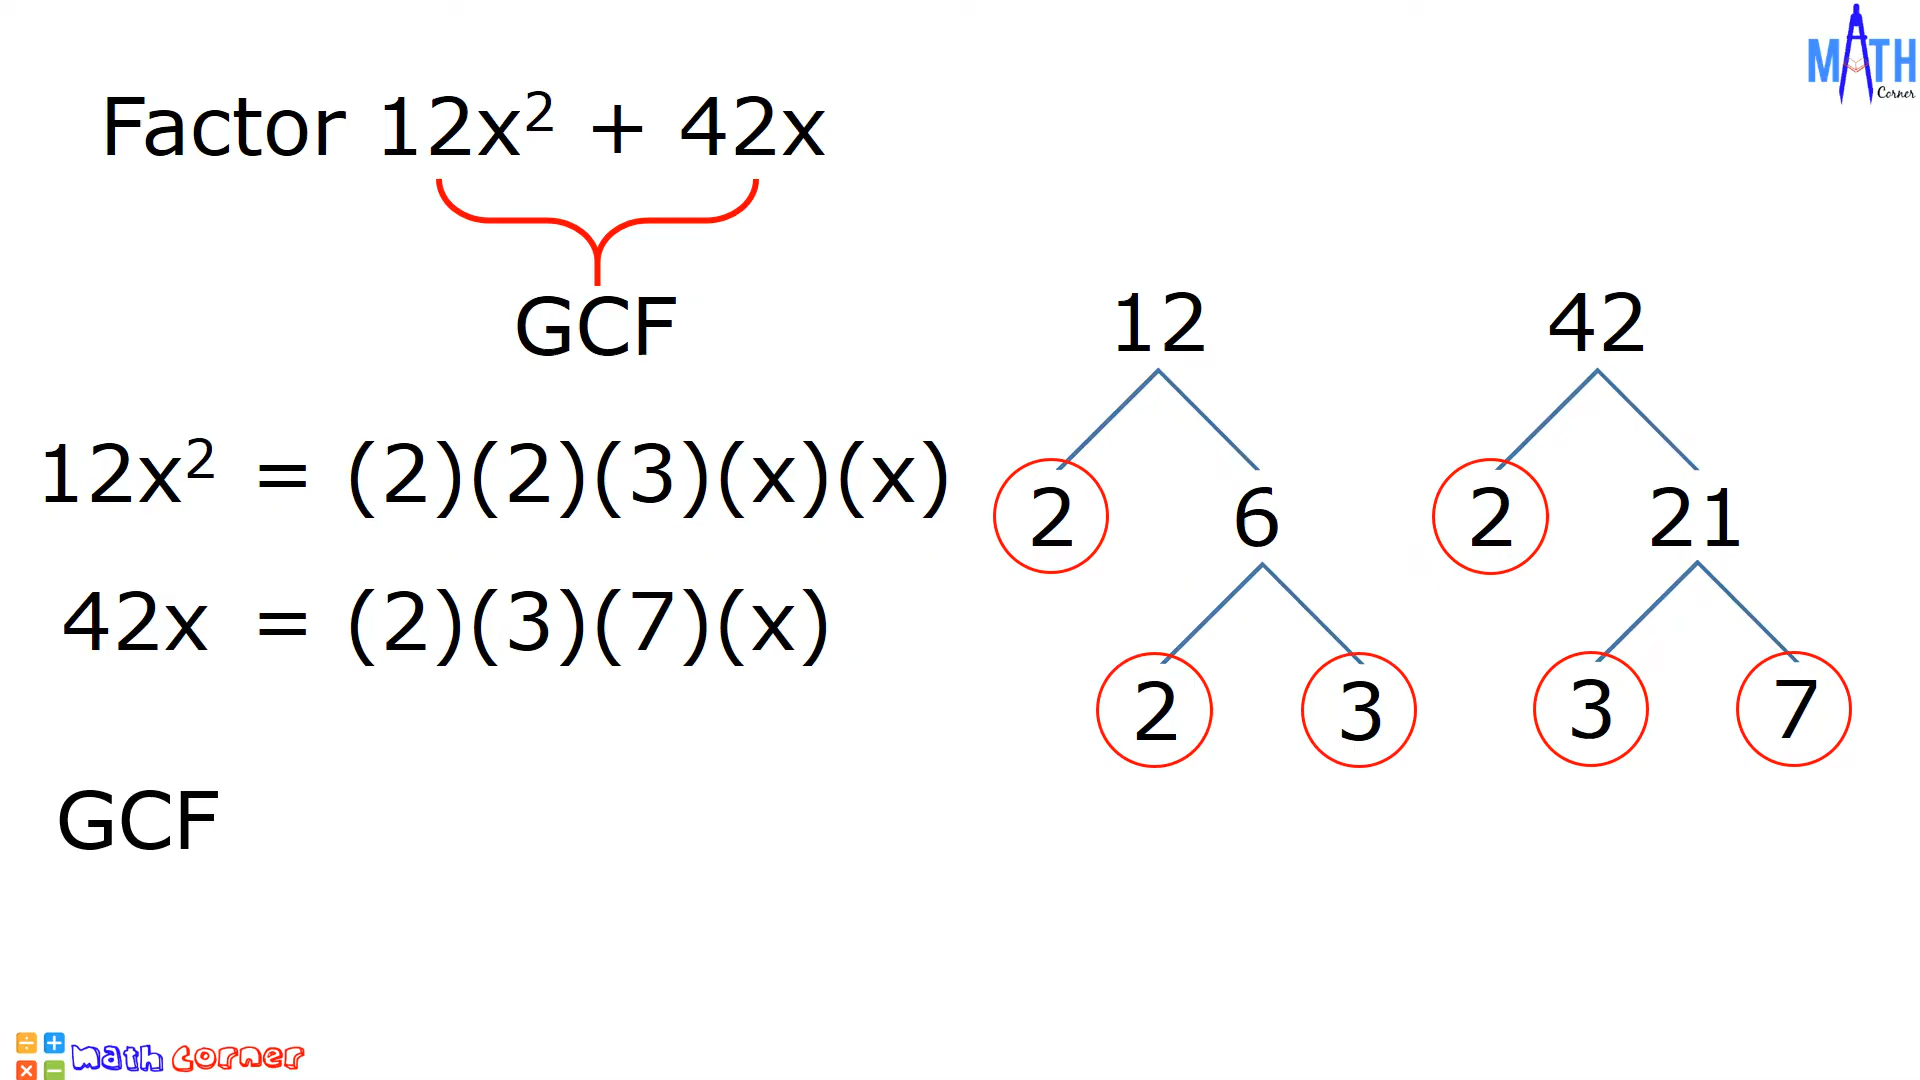 MATH
Corner
Factor 12x² + 42x
GCF
12 42
12x² = (2)(2)(3)(x)(x)
2 6 2 21
42x = (2)(3)(7)(x)
2 3 3 7
GCF
÷ +
× − math corner